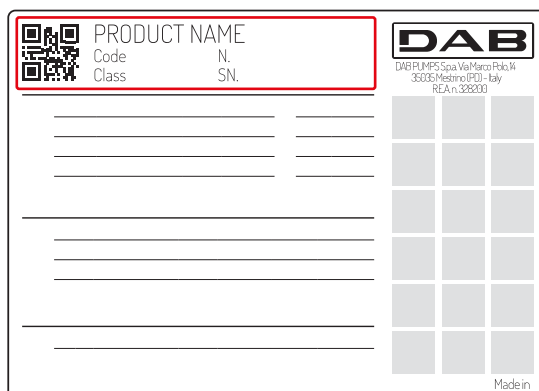 PRODUCT NAME
Code N.
Class SN.
DAB
DAB PUMPS S.p.a. Via Marco Polo, 14
35035 Mestrino (PD) - Italy
R.E.A. n. 328200
Made in